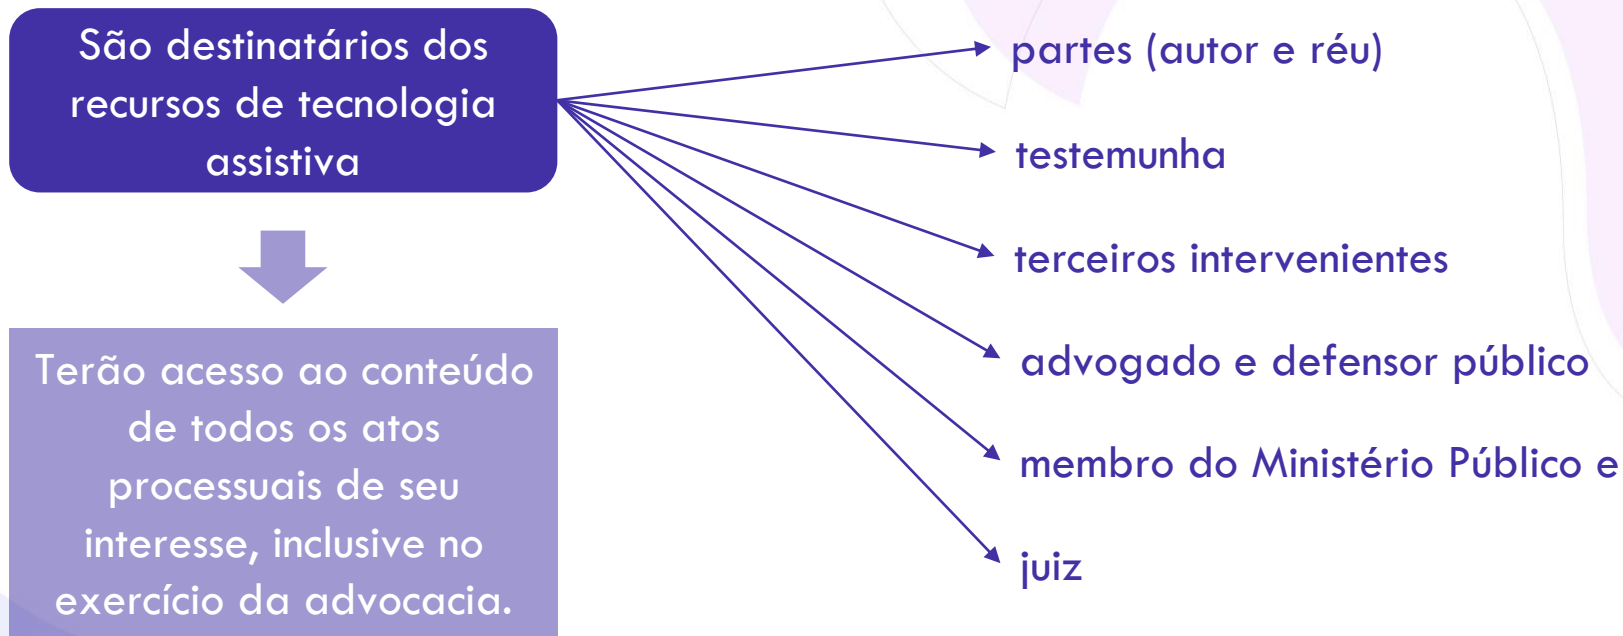 São destinatários dos
recursos de tecnologia
assistiva
Terão acesso ao conteúdo
de todos os atos
processuais de seu
interesse, inclusive no
exercício da advocacia.
partes (autor e réu)
testemunha
terceiros intervenientes
advogado e defensor público
membro do Ministério Público e
juiz